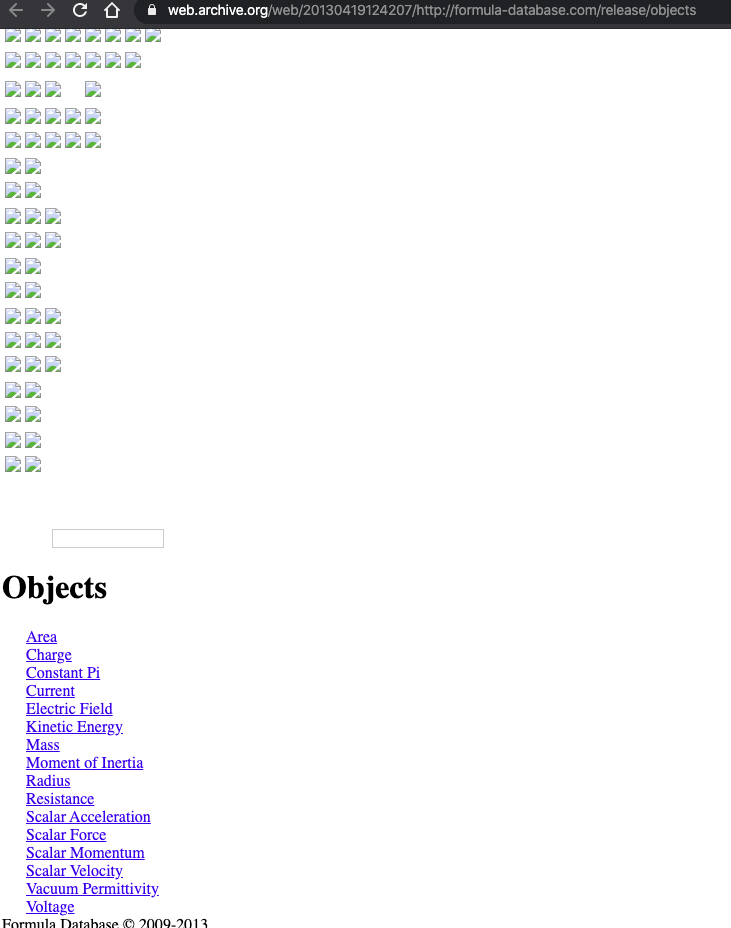 web.archive.org/web/20130419124207/http://formula-database.com/release/objects
Objects
Area
Charge
Constant Pi
Current
Electric Field
Kinetic Energy
Mass
Moment of Inertia
Radius
Resistance
Scalar Acceleration
Scalar Force
Scalar Momentum
Scalar Velocity
Vacuum Permittivity
Voltage
Formula Database © 2009-2013